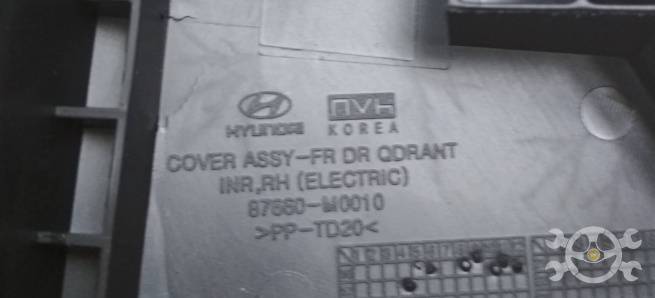 HYUNDAI NVH
KOREA
COVER ASSY-FR DR QDRANT
INR,RH (ELECTRIC)
87660-M0010
>PP-TD20<